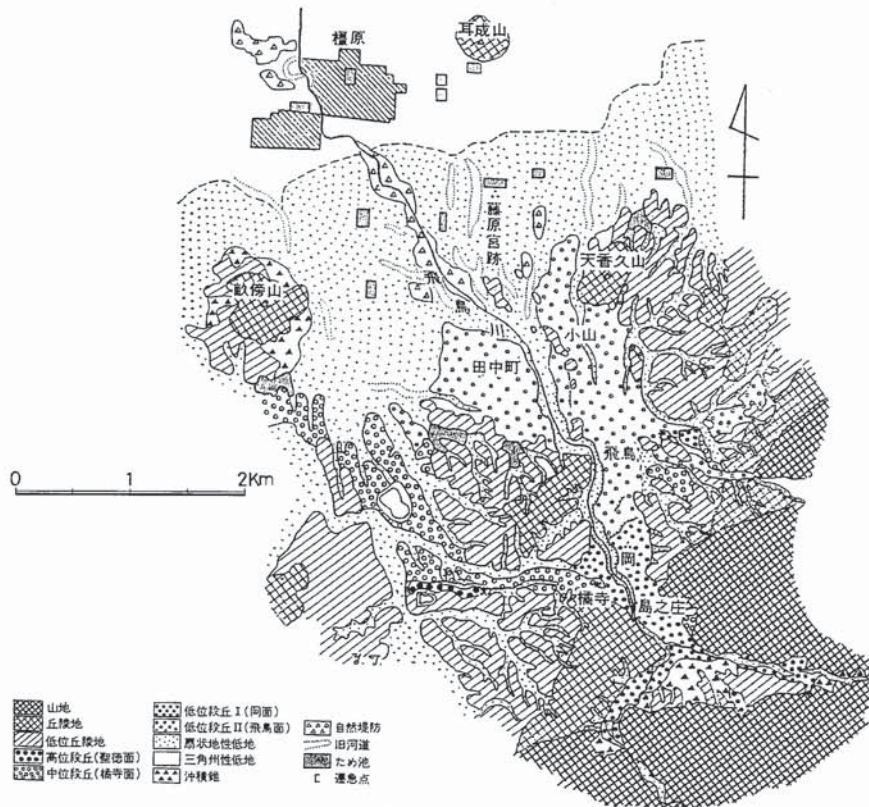 橿原
耳成山
藤原宮跡
天香久山
畝傍山
飛鳥川
小山
田中町
飛鳥
岡
橘寺
島之庄
0 1 2Km
山地
丘陵地
低位丘陵地
高位段丘(聖徳面)
中位段丘(橘寺面)
低位段丘I(岡面)
低位段丘II(飛鳥面)
扇状地性低地
三角州性低地
沖積錐
自然堤防
旧河道
ため池
遷急点